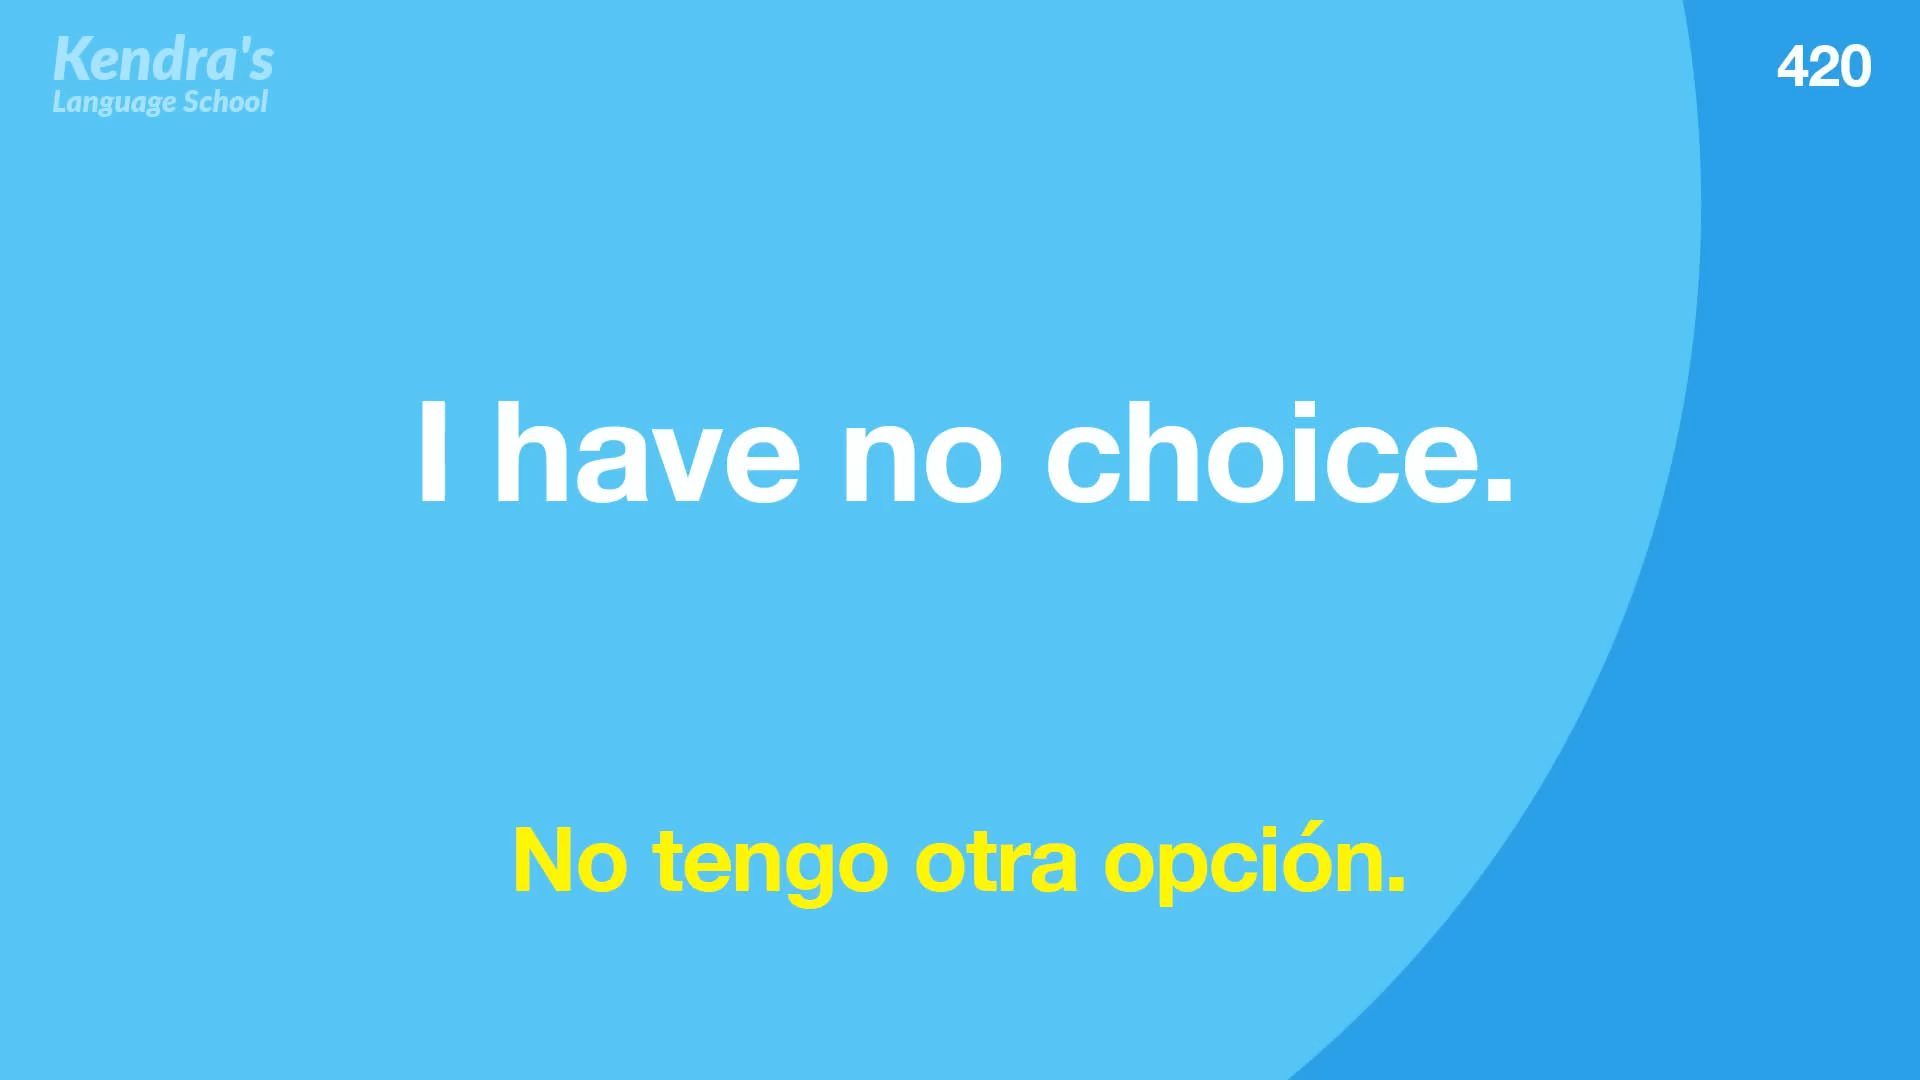 Kendra's
Language School
420
I have no choice.
No tengo otra opción.